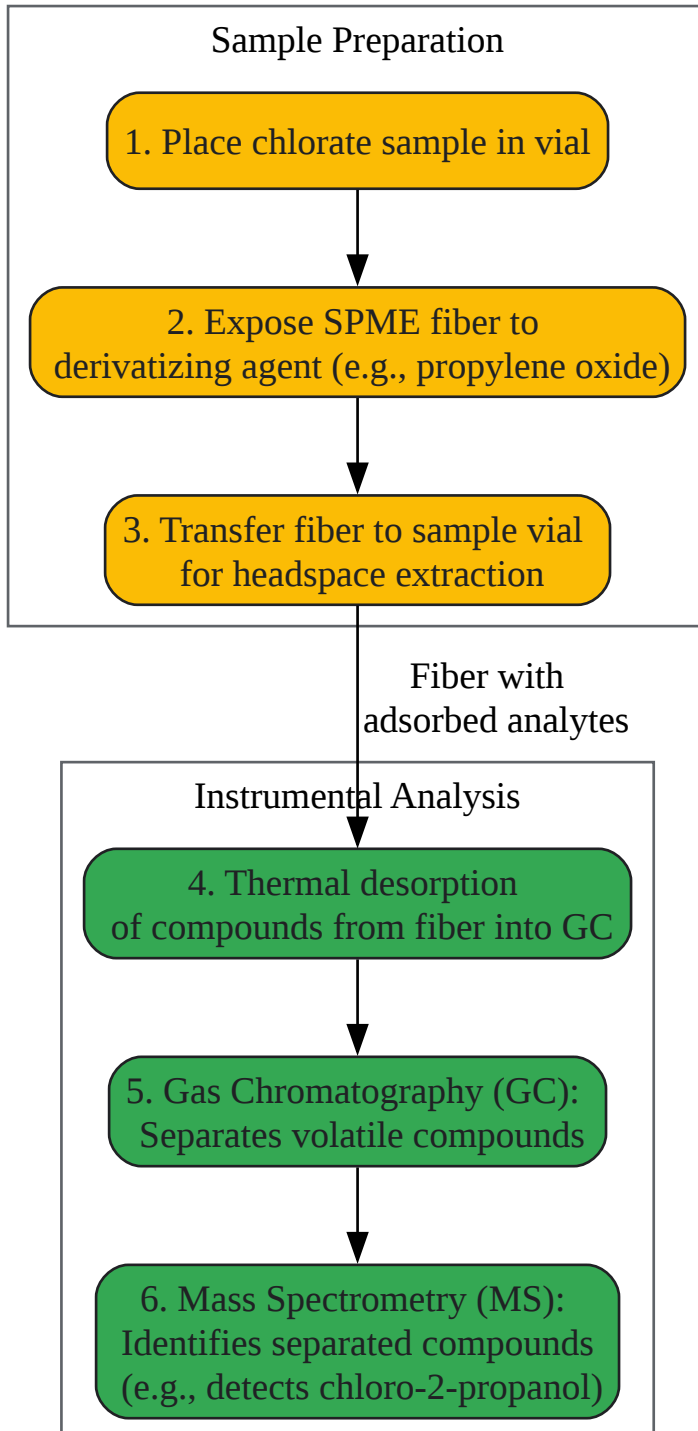 Sample Preparation
1. Place chlorate sample in vial
2. Expose SPME fiber to
derivatizing agent (e.g., propylene oxide)
3. Transfer fiber to sample vial
for headspace extraction
Fiber with
adsorbed analytes
Instrumental Analysis
4. Thermal desorption
of compounds from fiber into GC
5. Gas Chromatography (GC):
Separates volatile compounds
6. Mass Spectrometry (MS):
Identifies separated compounds
(e.g., detects chloro-2-propanol)